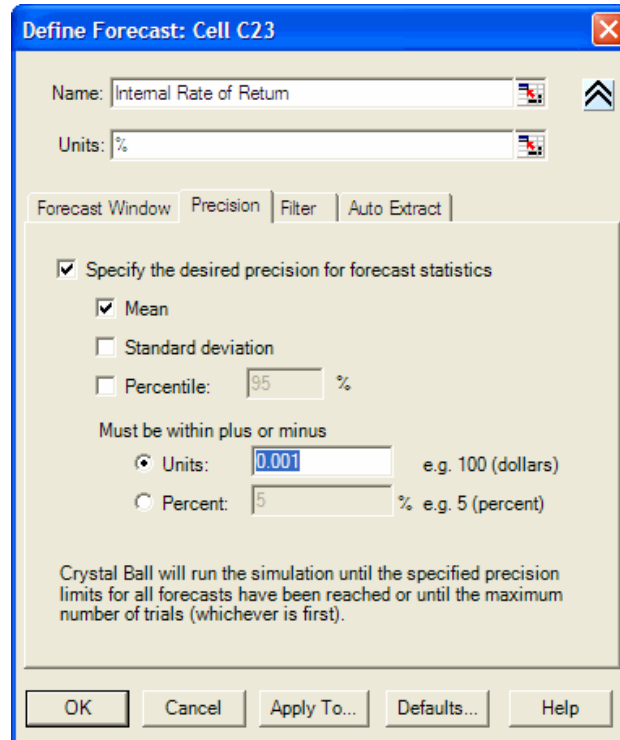 Define Forecast: Cell C23
Name: Internal Rate of Return
Units: %
Forecast Window Precision Filter Auto Extract
Specify the desired precision for forecast statistics
Mean
Standard deviation
Percentile: 95 %
Must be within plus or minus
Units: 0.001 e.g. 100 (dollars)
Percent: 5 % e.g. 5 (percent)
Crystal Ball will run the simulation until the specified precision
limits for all forecasts have been reached or until the maximum
number of trials (whichever is first).
OK Cancel Apply To... Defaults... Help